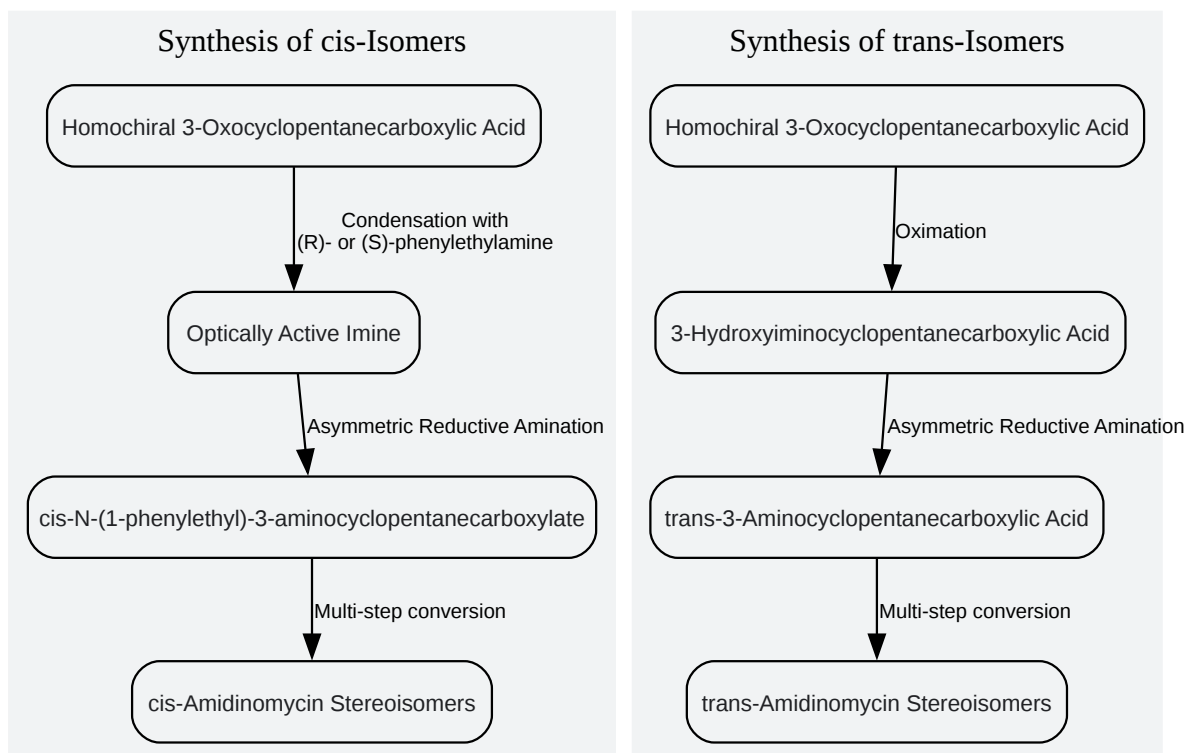 Synthesis of cis-Isomers
Homochiral 3-Oxocyclopentanecarboxylic Acid
Condensation with
(R)- or (S)-phenylethylamine
Optically Active Imine
Asymmetric Reductive Amination
cis-N-(1-phenylethyl)-3-aminocyclopentanecarboxylate
Multi-step conversion
cis-Amidinomycin Stereoisomers
Synthesis of trans-Isomers
Homochiral 3-Oxocyclopentanecarboxylic Acid
Oximation
3-Hydroxyiminocyclopentanecarboxylic Acid
Asymmetric Reductive Amination
trans-3-Aminocyclopentanecarboxylic Acid
Multi-step conversion
trans-Amidinomycin Stereoisomers